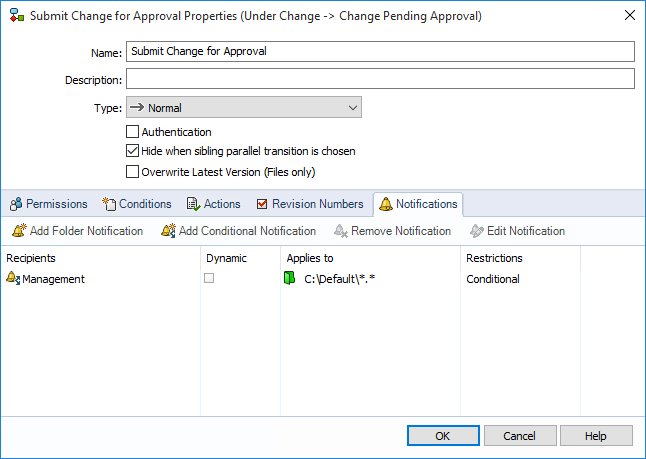 Submit Change for Approval Properties (Under Change -> Change Pending Approval)
Name: Submit Change for Approval
Description:
Type: Normal
Authentication
Hide when sibling parallel transition is chosen
Overwrite Latest Version (Files only)
Permissions Conditions Actions Revision Numbers Notifications
Add Folder Notification Add Conditional Notification Remove Notification Edit Notification
Recipients Dynamic Applies to Restrictions
Management C:\Default\*.* Conditional
OK Cancel Help